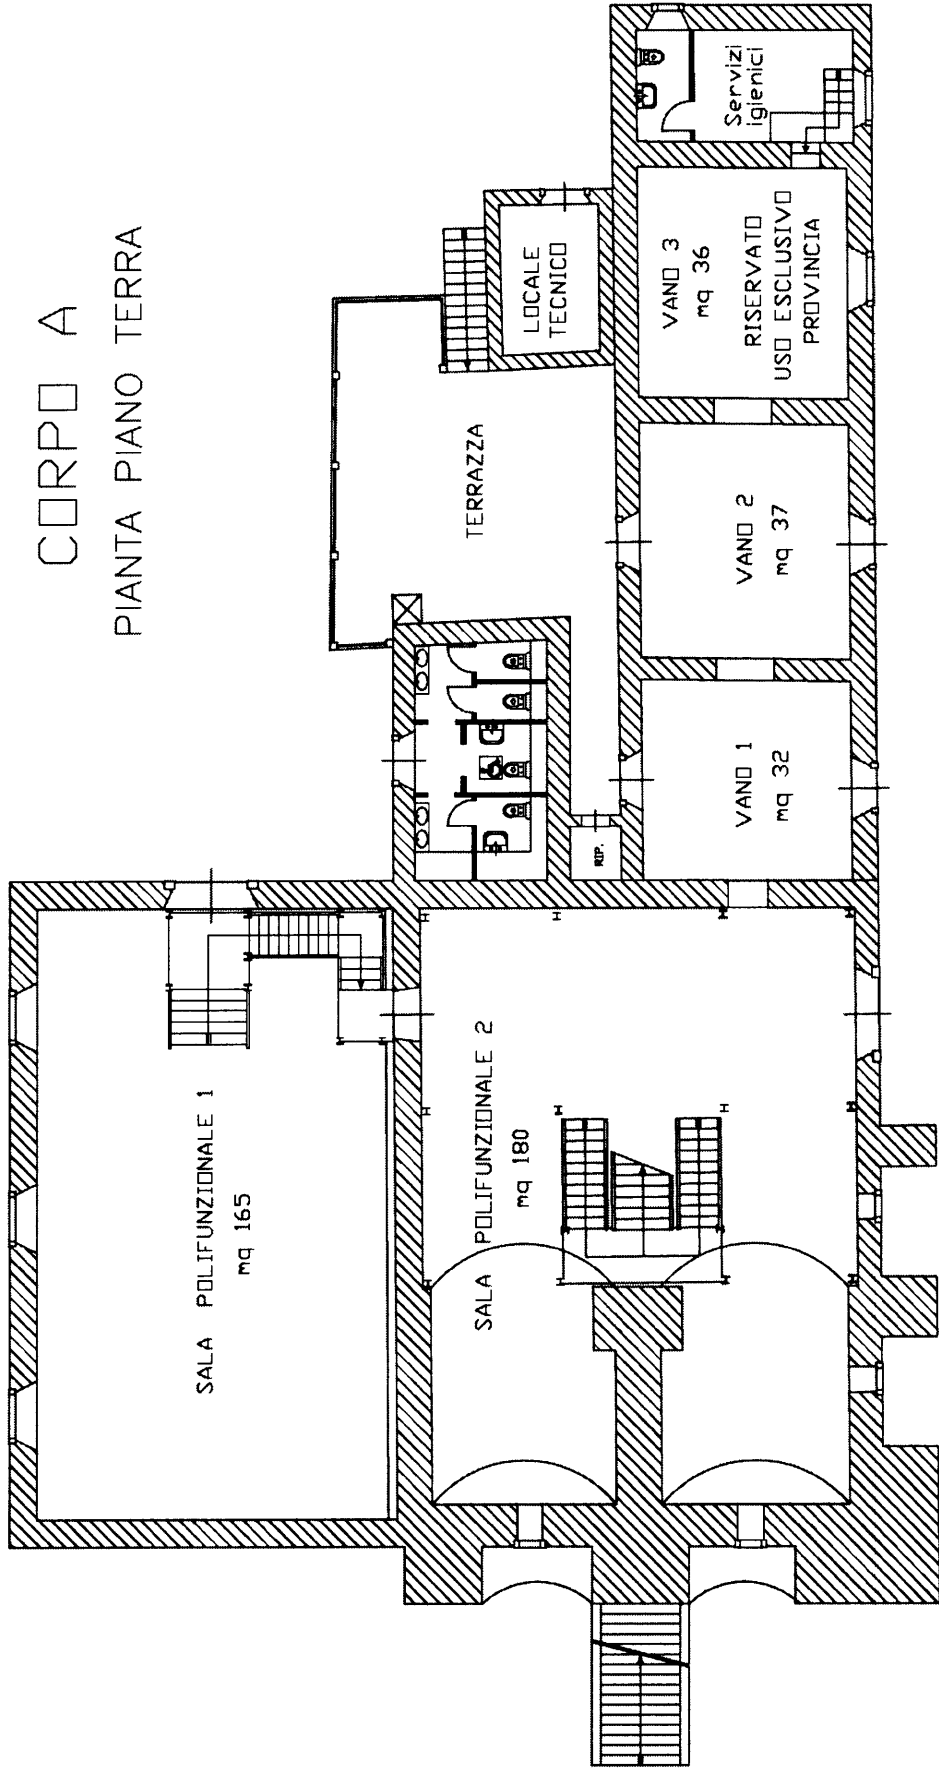 CORPO A
PIANTA PIANO TERRA
SALA POLIFUNZIONALE 1
mq 165
SALA POLIFUNZIONALE 2
mq 180
TERRAZZA
LOCALE
TECNICO
RIP.
VANO 1
mq 32
VANO 2
mq 37
VANO 3
mq 36
RISERVATO
USO ESCLUSIVO
PROVINCIA
Servizi
igienici